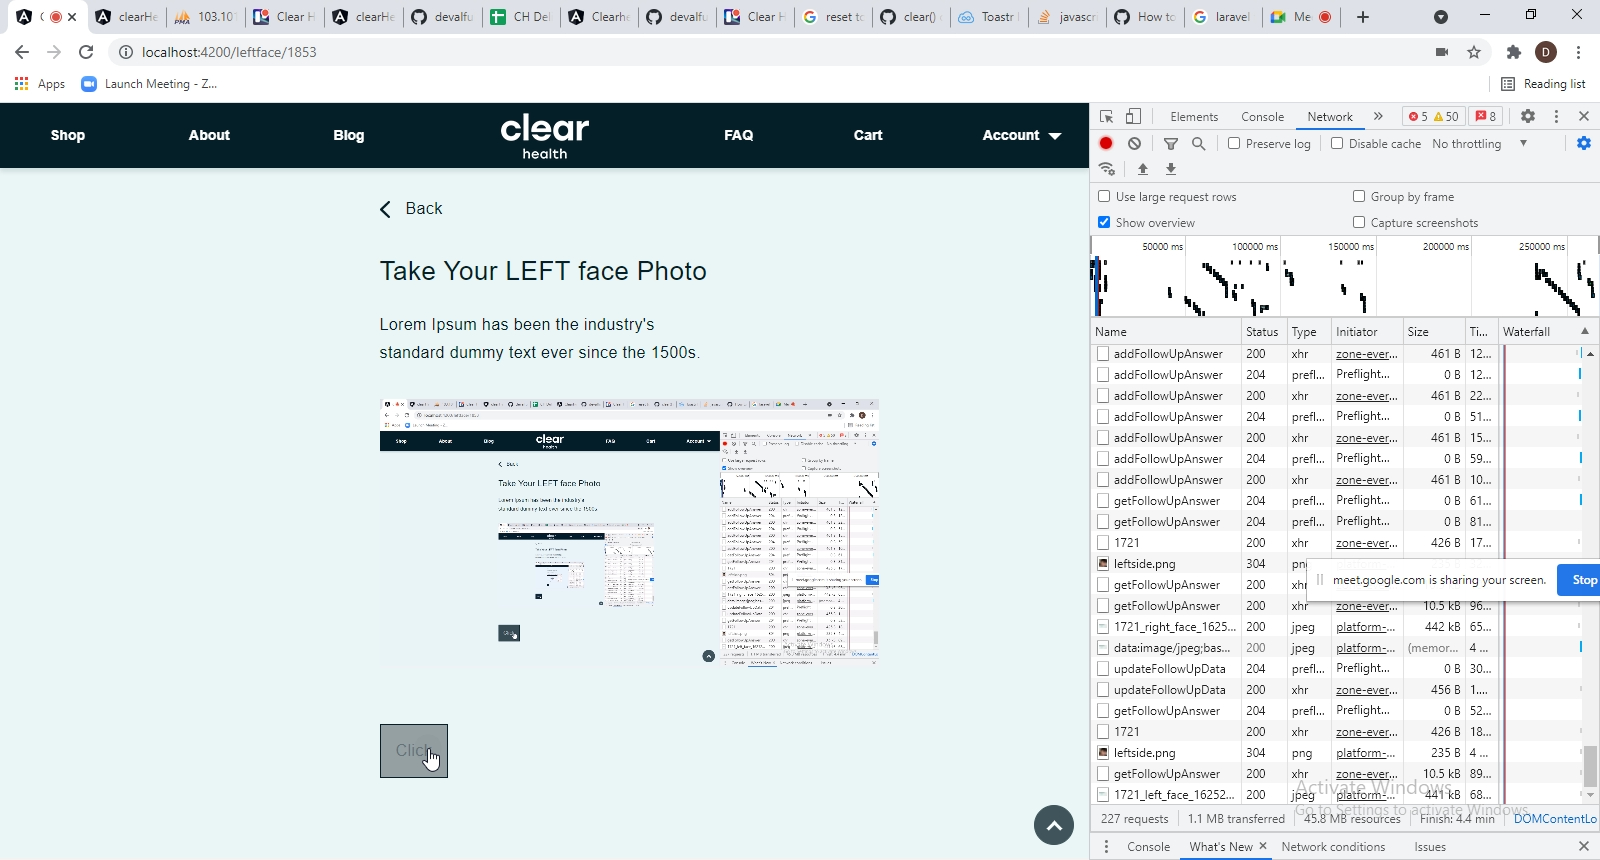 clearHe
103.10
Clear H
clearHe
devalfu
CH Del
Clearhe
devalfu
Clear H
reset to
clear()
Toastr
javascr
How to
laravel
Me
localhost:4200/leftface/1853
D
Apps
Launch Meeting - Z...
Reading list
Shop
About
Blog
clear
health
FAQ
Cart
Account
Back
Take Your LEFT face Photo
Lorem Ipsum has been the industry's
standard dummy text ever since the 1500s.
Click
Elements Console Network » 5 50 8
Preserve log Disable cache No throttling
Use large request rows Group by frame
Show overview Capture screenshots
50000 ms 100000 ms 150000 ms 200000 ms 250000 ms
Name Status Type Initiator Size Ti... Waterfall
addFollowUpAnswer 200 xhr zone-ever... 461 B 12...
addFollowUpAnswer 204 prefl... Preflight... 0 B 12...
addFollowUpAnswer 200 xhr zone-ever... 461 B 22...
addFollowUpAnswer 204 prefl... Preflight... 0 B 51...
addFollowUpAnswer 200 xhr zone-ever... 461 B 15...
addFollowUpAnswer 204 prefl... Preflight... 0 B 59...
addFollowUpAnswer 200 xhr zone-ever... 461 B 10...
getFollowUpAnswer 204 prefl... Preflight... 0 B 61...
getFollowUpAnswer 204 prefl... Preflight... 0 B 81...
1721 200 xhr zone-ever... 426 B 17...
leftside.png 304 pn
getFollowUpAnswer 200 xhr
meet.google.com is sharing your screen. Stop
getFollowUpAnswer 200 xhr zone-ever... 10.5 kB 96...
1721_right_face_1625... 200 jpeg platform-... 442 kB 65...
data:image/jpeg;bas... 200 jpeg platform-... (memor... 4 ...
updateFollowUpData 204 prefl... Preflight... 0 B 30...
updateFollowUpData 200 xhr zone-ever... 456 B 1....
getFollowUpAnswer 204 prefl... Preflight... 0 B 52...
1721 200 xhr zone-ever... 426 B 18...
leftside.png 304 png platform-... 235 B 4 ...
getFollowUpAnswer 200 xhr zone-ever... 10.5 kB 89...
1721_left_face_16252... 200 jpeg platform-... 441 kB 68...
Activate Windows
Go to Settings to activate Windows.
227 requests 1.1 MB transferred 45.8 MB resources Finish: 4.4 min DOMContentLo
Console What's New Network conditions Issues